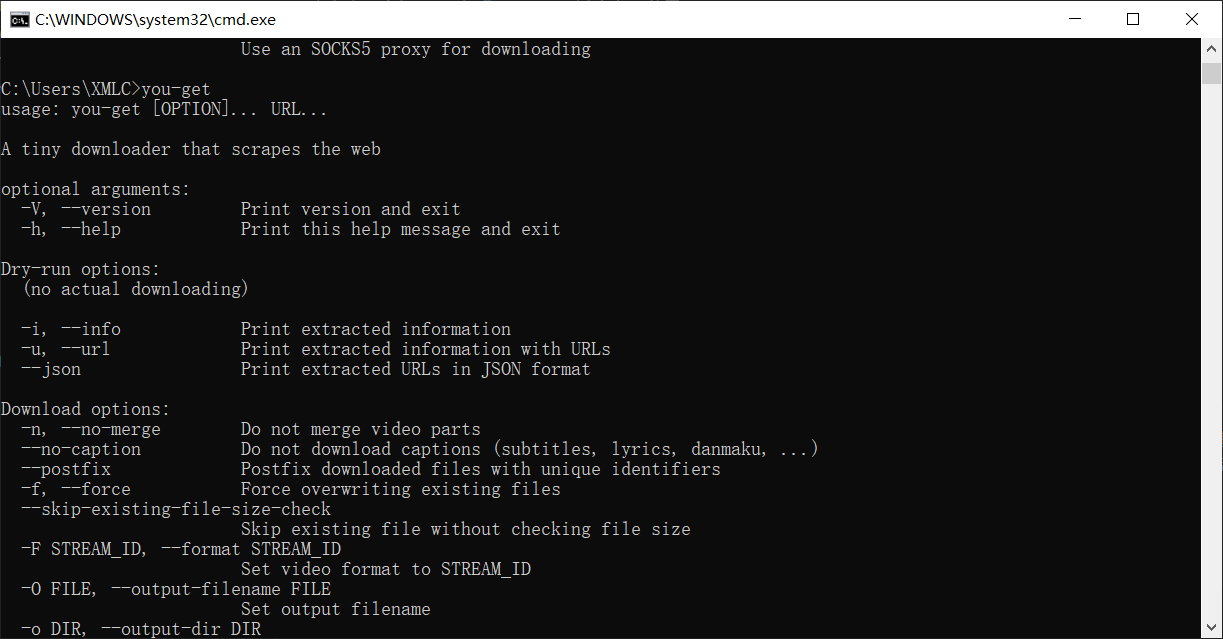 C:\WINDOWS\system32\cmd.exe
Use an SOCKS5 proxy for downloading
C:\Users\XMLC>you-get
usage: you-get [OPTION]... URL...
A tiny downloader that scrapes the web
optional arguments:
-V, --version Print version and exit
-h, --help Print this help message and exit
Dry-run options:
(no actual downloading)
-i, --info Print extracted information
-u, --url Print extracted information with URLs
--json Print extracted URLs in JSON format
Download options:
-n, --no-merge Do not merge video parts
--no-caption Do not download captions (subtitles, lyrics, danmaku, ...)
--postfix Postfix downloaded files with unique identifiers
-f, --force Force overwriting existing files
--skip-existing-file-size-check
Skip existing file without checking file size
-F STREAM_ID, --format STREAM_ID
Set video format to STREAM_ID
-O FILE, --output-filename FILE
Set output filename
-o DIR, --output-dir DIR